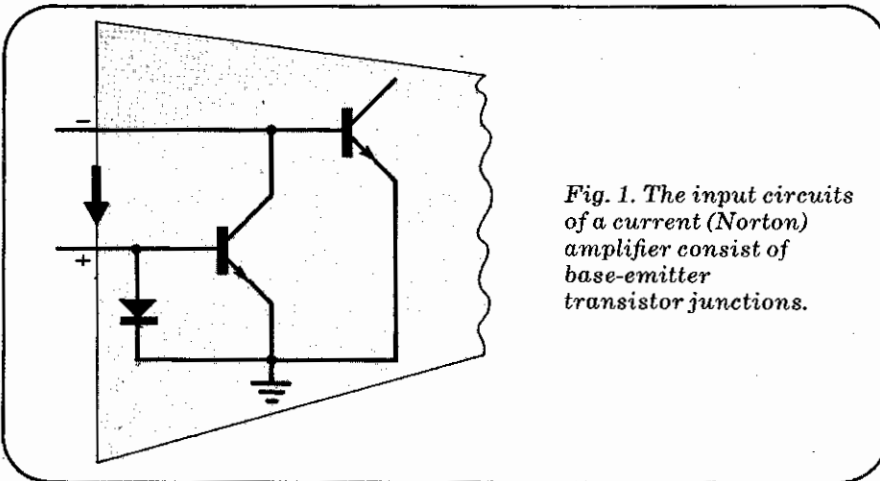 −
+
Fig. 1. The input circuits
of a current (Norton)
amplifier consist of
base-emitter
transistor junctions.